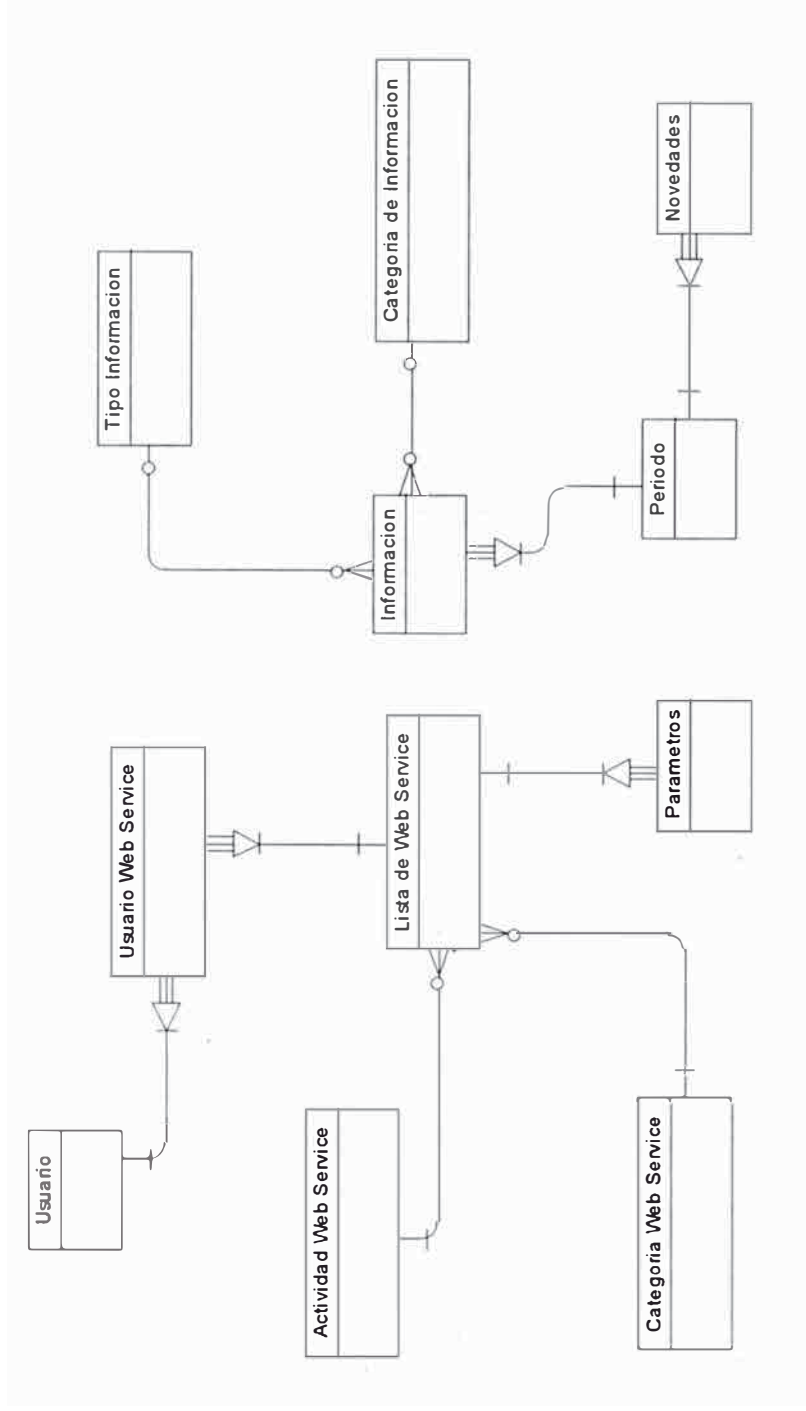 Usuario
Usuario Web Service
Tipo Informacion
Actividad Web Service
Lista de Web Service
Informacion
Categoria de Informacion
Categoria Web Service
Parametros
Periodo
Novedades